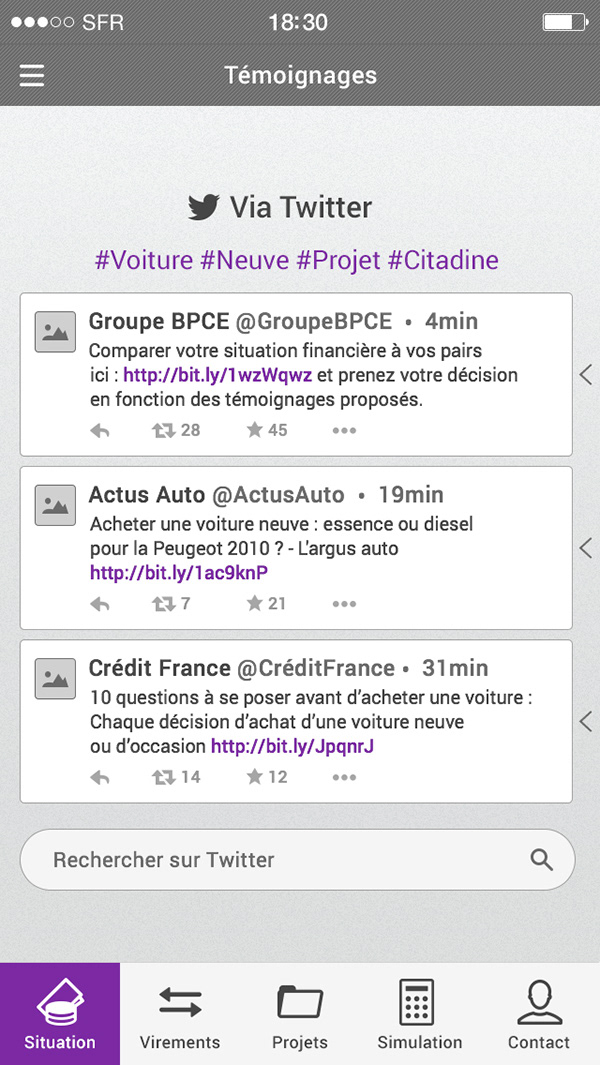 SFR 18:30
Témoignages
Via Twitter
#Voiture #Neuve #Projet #Citadine
Groupe BPCE @GroupeBPCE • 4min
Comparer votre situation financière à vos pairs
ici : http://bit.ly/1wzWqwz et prenez votre décision
en fonction des témoignages proposés.
28 45
Actus Auto @ActusAuto • 19min
Acheter une voiture neuve : essence ou diesel
pour la Peugeot 2010 ? - L'argus auto
http://bit.ly/1ac9knP
7 21
Crédit France @CréditFrance • 31min
10 questions à se poser avant d’acheter une voiture :
Chaque décision d’achat d’une voiture neuve
ou d’occasion http://bit.ly/JpqnrJ
14 12
Rechercher sur Twitter
Situation Virements Projets Simulation Contact